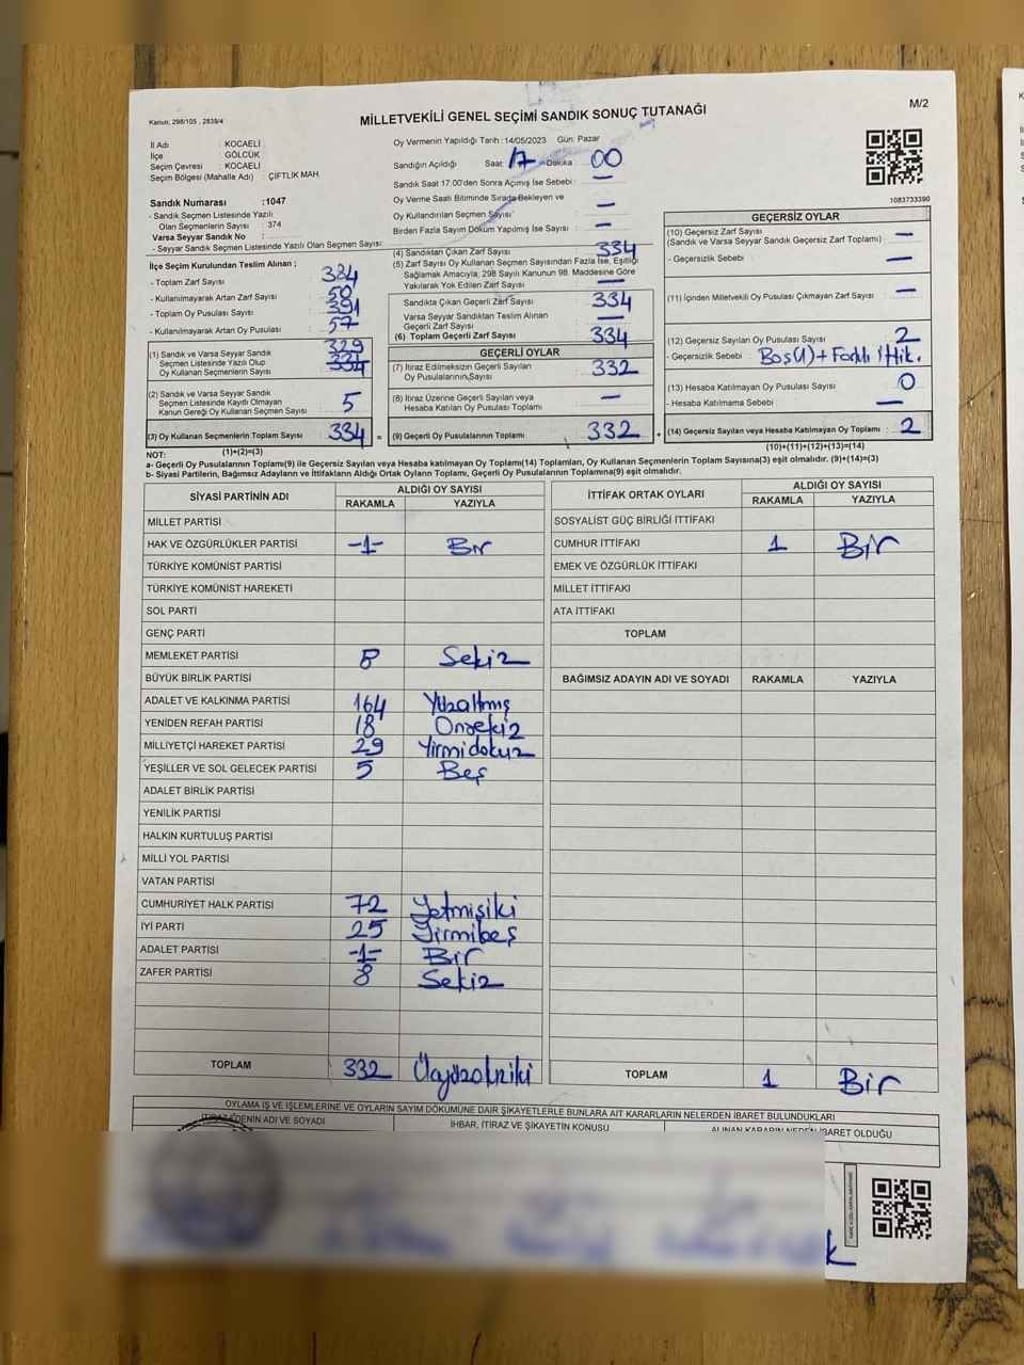 M/2
Kanun; 298/105 , 2839/4
MİLLETVEKİLİ GENEL SEÇİMİ SANDIK SONUÇ TUTANAĞI
İl Adı : KOCAELİ
İlçe : GÖLCÜK
Seçim Çevresi : KOCAELİ
Seçim Bölgesi (Mahalle Adı) ÇİFTLİK MAH.
Sandık Numarası :1047
- Sandık Seçmen Listesinde Yazılı
Olan Seçmenlerin Sayısı : 374
Varsa Seyyar Sandık No :
- Seyyar Sandık Seçmen Listesinde Yazılı Olan Seçmen Sayısı:
Oy Vermenin Yapıldığı Tarih :14/05/2023 Gün: Pazar
Sandığın Açıldığı Saat: 17 Dakika 00
Sandık Saat 17.00'den Sonra Açımış İse Sebebi : —
Oy Verme Saati Bitiminde Sırada Bekleyen ve
Oy Kullandırılan Seçmen Sayısı —
Birden Fazla Sayım Döküm Yapılmış İse Sayısı : —
1083733390
İlçe Seçim Kurulundan Teslim Alınan ;
- Toplam Zarf Sayısı 384
- Kullanılmayarak Artan Zarf Sayısı : 50
- Toplam Oy Pusulası Sayısı : 391
- Kullanılmayarak Artan Oy Pusulası : 57
(1) Sandık ve Varsa Seyyar Sandık
Seçmen Listesinde Yazılı Olup
Oy Kullanan Seçmenlerin Sayısı 329 334
(2) Sandık ve Varsa Seyyar Sandık
Seçmen Listesinde Kayıtlı Olmayan
Kanun Gereği Oy Kullanan Seçmen Sayısı 5
(3) Oy Kullanan Seçmenlerin Toplam Sayısı 334 =
(1)+(2)=(3)
(4) Sandıktan Çıkan Zarf Sayısı : 334
(5) Zarf Sayısı Oy Kullanan Seçmen Sayısından Fazla İse, Eşitliği
Sağlamak Amacıyla, 298 Sayılı Kanunun 98. Maddesine Göre
Yakılarak Yok Edilen Zarf Sayısı : —
Sandıkta Çıkan Geçerli Zarf Sayısı 334
Varsa Seyyar Sandıktan Teslim Alınan
Geçerli Zarf Sayısı —
(6) Toplam Geçerli Zarf Sayısı 334
GEÇERLİ OYLAR
(7) İtiraz Edilmeksizin Geçerli Sayılan
Oy Pusulalarının Sayısı 332
(8) İtiraz Üzerine Geçerli Sayılan veya
Hesaba Katılan Oy Pusulası Toplamı —
(9) Geçerli Oy Pusulalarının Toplamı 332 +
GEÇERSİZ OYLAR
(10) Geçersiz Zarf Sayısı
(Sandık ve Varsa Seyyar Sandık Geçersiz Zarf Toplamı) —
- Geçersizlik Sebebi : —
(11) İçinden Milletvekili Oy Pusulası Çıkmayan Zarf Sayısı —
(12) Geçersiz Sayılan Oy Pusulası Sayısı 2
- Geçersizlik Sebebi : Boş(1)+Farklı ittik.
(13) Hesaba Katılmayan Oy Pusulası Sayısı 0
- Hesaba Katılmama Sebebi : —
(14) Geçersiz Sayılan veya Hesaba Katılmayan Oy Toplamı : 2
(10)+(11)+(12)+(13)=(14)
NOT:
a- Geçerli Oy Pusulalarının Toplamı(9) ile Geçersiz Sayılan veya Hesaba katılmayan Oy Toplamı(14) Toplamları, Oy Kullanan Seçmenlerin Toplam Sayısına(3) eşit olmalıdır. (9)+(14)=(3)
b- Siyasi Partilerin, Bağımsız Adayların ve İttifakların Aldığı Oy Sayıları Toplamı, Geçerli Oy Pusulalarının Toplamına(9) eşit olmalıdır.
SİYASİ PARTİNİN ADI ALDIĞI OY SAYISI
RAKAMLA YAZIYLA
MİLLET PARTİSİ
HAK VE ÖZGÜRLÜKLER PARTİSİ -1- Bir
TÜRKİYE KOMÜNİST PARTİSİ
TÜRKİYE KOMÜNİST HAREKETİ
SOL PARTİ
GENÇ PARTİ
MEMLEKET PARTİSİ 8 Sekiz
BÜYÜK BİRLİK PARTİSİ
ADALET VE KALKINMA PARTİSİ 164 Yüzaltmış
YENİDEN REFAH PARTİSİ 18 Onsekiz
MİLLİYETÇİ HAREKET PARTİSİ 29 Yirmidokuz
YEŞİLLER VE SOL GELECEK PARTİSİ 5 Beş
ADALET BİRLİK PARTİSİ
YENİLİK PARTİSİ
HALKIN KURTULUŞ PARTİSİ
MİLLİ YOL PARTİSİ
VATAN PARTİSİ
CUMHURİYET HALK PARTİSİ 72 Yetmişiki
İYİ PARTİ 25 Yirmibeş
ADALET PARTİSİ -1- Bir
ZAFER PARTİSİ 8 Sekiz
TOPLAM 332 Üçyüzotuziki
İTTİFAK ORTAK OYLARI ALDIĞI OY SAYISI
RAKAMLA YAZIYLA
SOSYALİST GÜÇ BİRLİĞİ İTTİFAKI
CUMHUR İTTİFAKI 1 Bir
EMEK VE ÖZGÜRLÜK İTTİFAKI
MİLLET İTTİFAKI
ATA İTTİFAKI
TOPLAM
BAĞIMSIZ ADAYIN ADI VE SOYADI RAKAMLA YAZIYLA
TOPLAM 1 Bir
OYLAMA İŞ VE İŞLEMLERİNE VE OYLARIN SAYIM DÖKÜMÜNE DAİR ŞİKAYETLERLE BUNLARA AİT KARARLARIN NELERDEN İBARET BULUNDUKLARI
İTİRAZ EDENİN ADI VE SOYADI İHBAR, İTİRAZ VE ŞİKAYETİN KONUSU ALINAN KARARIN NEDEN İBARET OLDUĞU